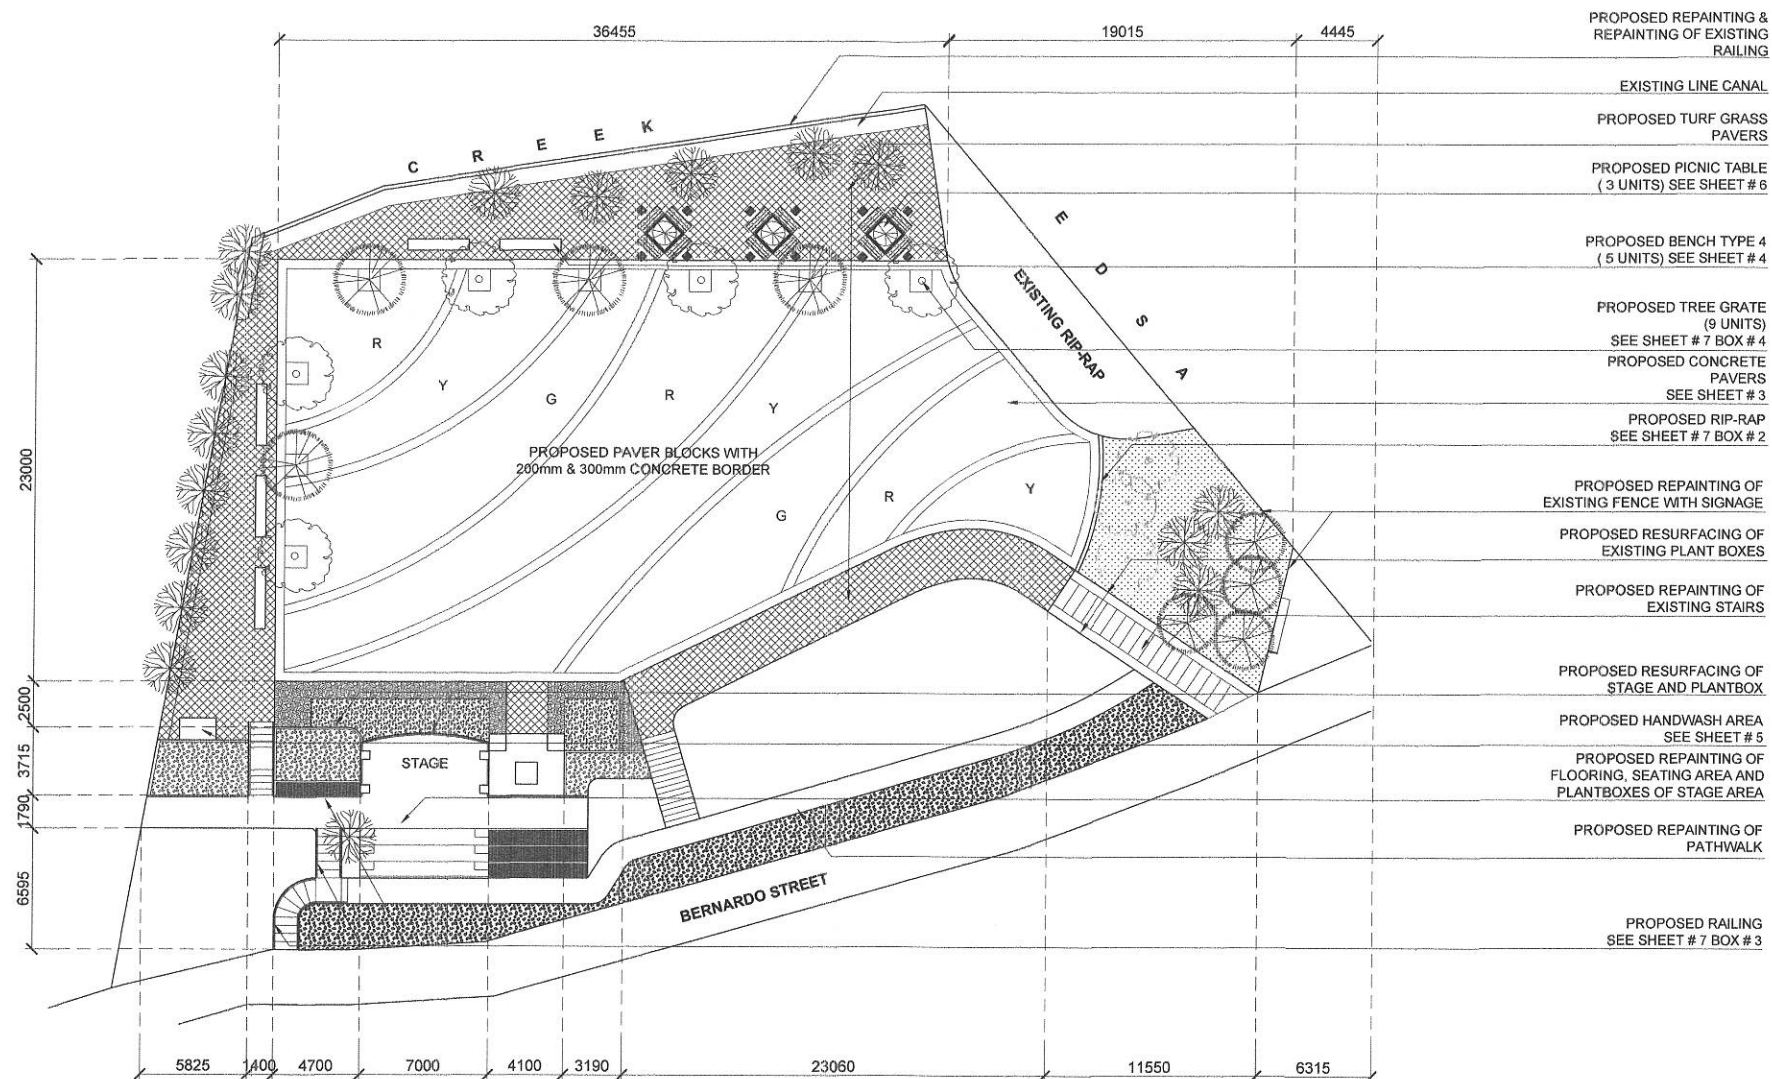 36455
19015
4445
PROPOSED REPAINTING &
REPAINTING OF EXISTING
RAILING
EXISTING LINE CANAL
PROPOSED TURF GRASS
PAVERS
PROPOSED PICNIC TABLE
( 3 UNITS) SEE SHEET # 6
PROPOSED BENCH TYPE 4
( 5 UNITS) SEE SHEET # 4
PROPOSED TREE GRATE
(9 UNITS)
SEE SHEET # 7 BOX # 4
PROPOSED CONCRETE
PAVERS
SEE SHEET # 3
PROPOSED RIP-RAP
SEE SHEET # 7 BOX # 2
PROPOSED REPAINTING OF
EXISTING FENCE WITH SIGNAGE
PROPOSED RESURFACING OF
EXISTING PLANT BOXES
PROPOSED REPAINTING OF
EXISTING STAIRS
PROPOSED RESURFACING OF
STAGE AND PLANTBOX
PROPOSED HANDWASH AREA
SEE SHEET # 5
PROPOSED REPAINTING OF
FLOORING, SEATING AREA AND
PLANTBOXES OF STAGE AREA
PROPOSED REPAINTING OF
PATHWALK
PROPOSED RAILING
SEE SHEET # 7 BOX # 3
CREEK
EDSA
EXISTING RIP-RAP
R
Y
G
R
Y
PROPOSED PAVER BLOCKS WITH
200mm & 300mm CONCRETE BORDER
G
R
Y
STAGE
BERNARDO STREET
23000
2500
3715
1790
6595
5825
1400
4700
7000
4100
3190
23060
11550
6315